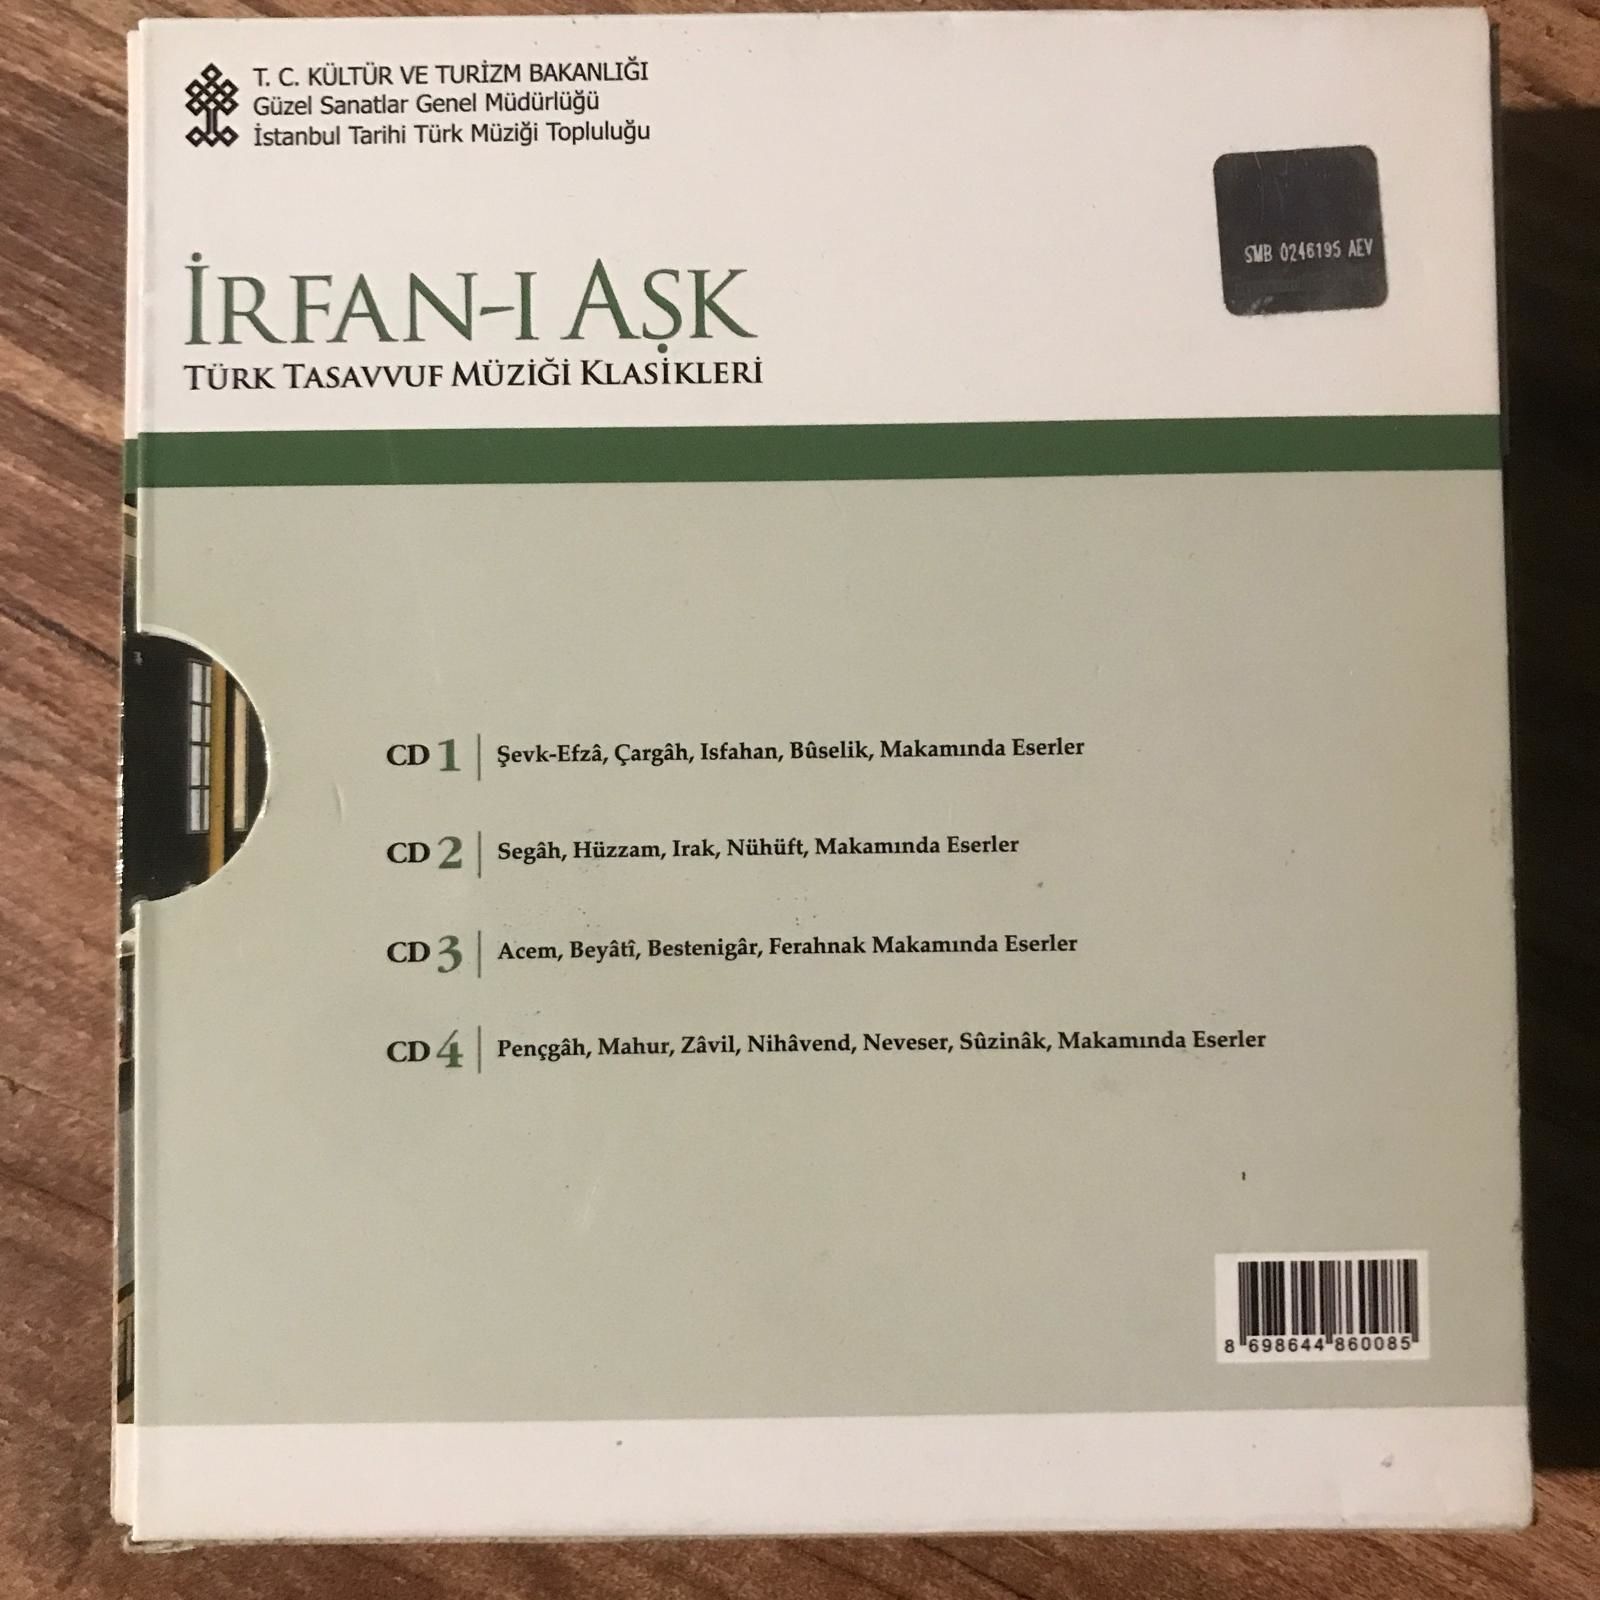 T. C. KÜLTÜR VE TURİZM BAKANLIĞI
Güzel Sanatlar Genel Müdürlüğü
İstanbul Tarihi Türk Müziği Topluluğu
SMB 0246195 AEV
İRFAN-I AŞK
TÜRK TASAVVUF MÜZİĞİ KLASİKLERİ
CD 1 | Şevk-Efzâ, Çargâh, Isfahan, Bûselik, Makamında Eserler
CD 2 | Segâh, Hüzzam, Irak, Nühüft, Makamında Eserler
CD 3 | Acem, Beyâtî, Bestenigâr, Ferahnak Makamında Eserler
CD 4 | Pençgâh, Mahur, Zâvil, Nihâvend, Neveser, Sûzinâk, Makamında Eserler
8 698644 860085